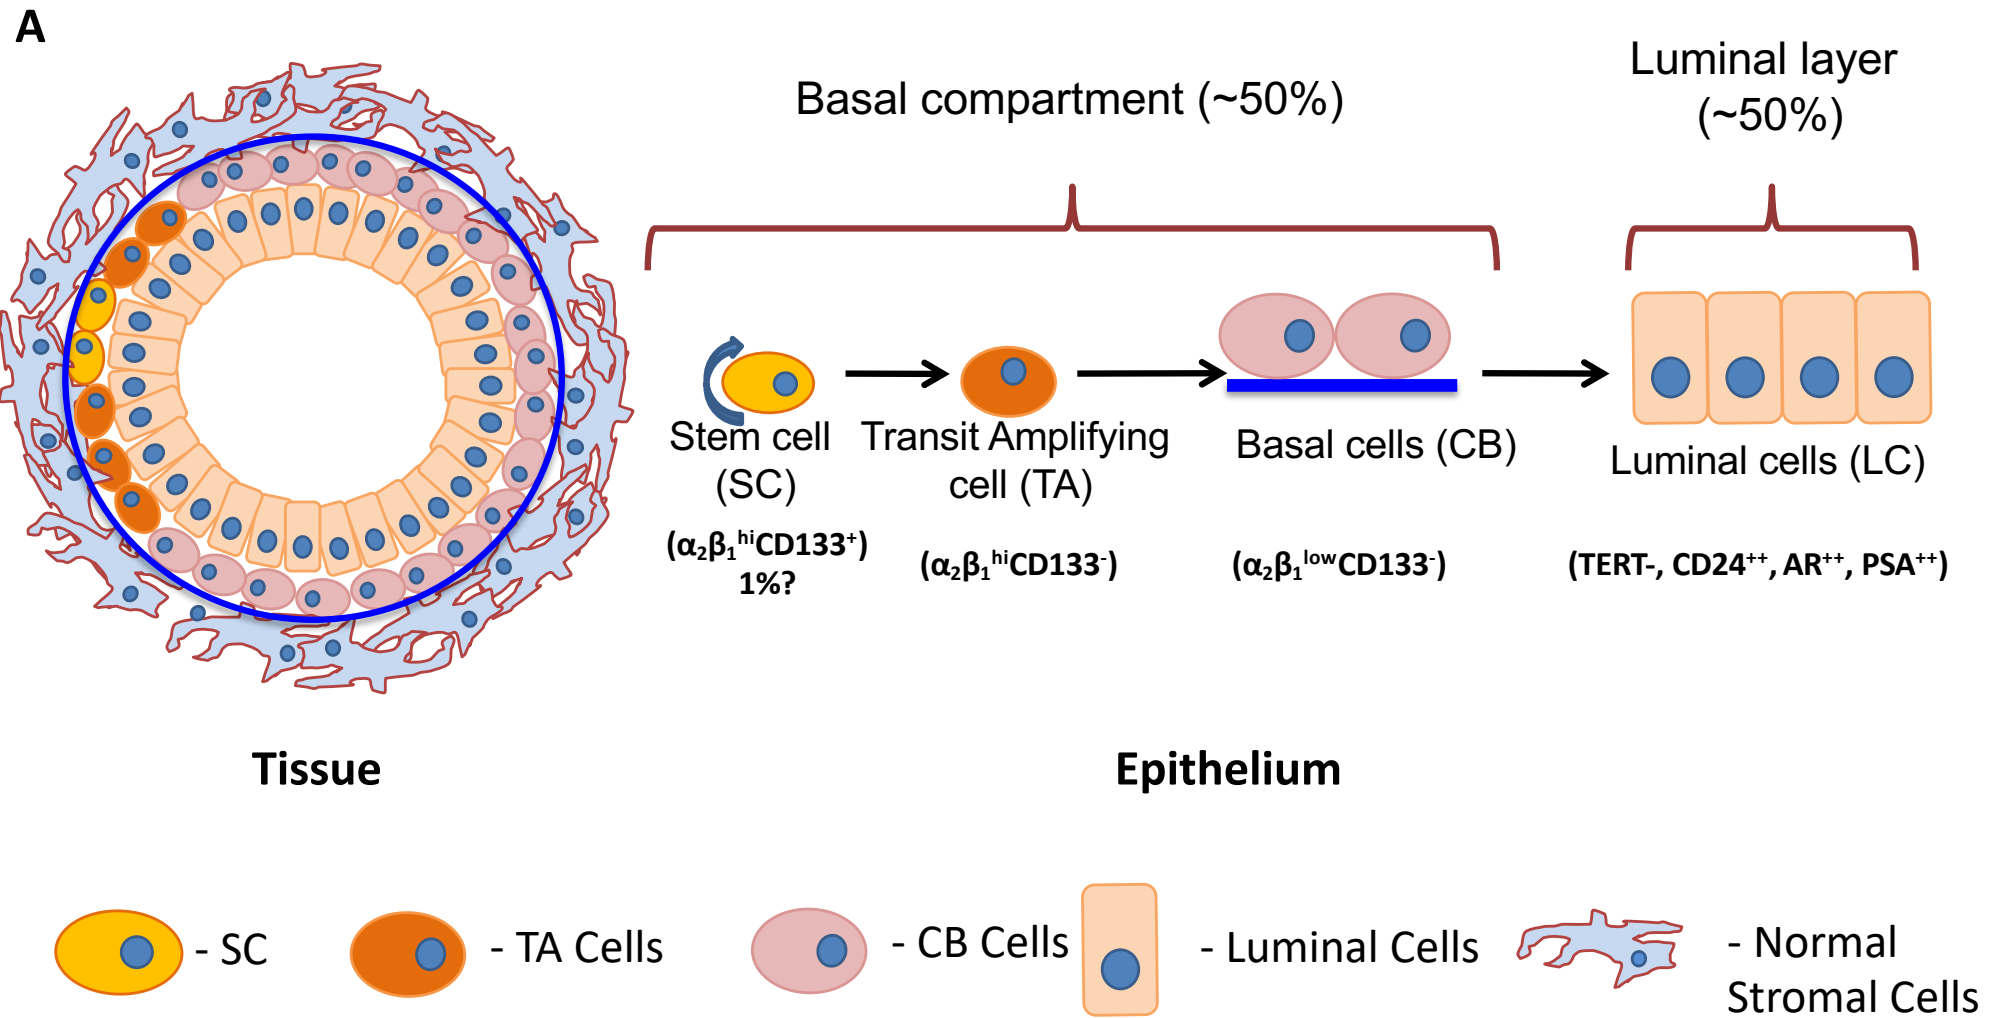 A
Basal compartment (~50%)
Luminal layer
(~50%)
Stem cell
(SC)
Transit Amplifying
cell (TA)
Basal cells (CB)
Luminal cells (LC)
(α₂β₁ʰⁱCD133⁺)
1%?
(α₂β₁ʰⁱCD133⁻)
(α₂β₁ˡᵒʷCD133⁻)
(TERT-, CD24⁺⁺, AR⁺⁺, PSA⁺⁺)
Tissue
Epithelium
- SC
- TA Cells
- CB Cells
- Luminal Cells
- Normal
Stromal Cells